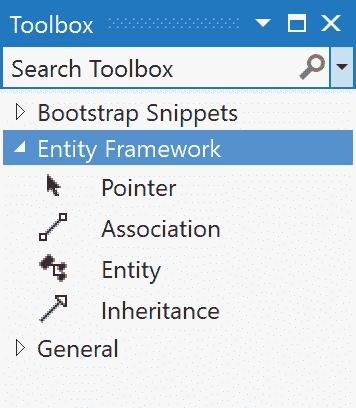 Toolbox
Search Toolbox
Bootstrap Snippets
Entity Framework
Pointer
Association
Entity
Inheritance
General